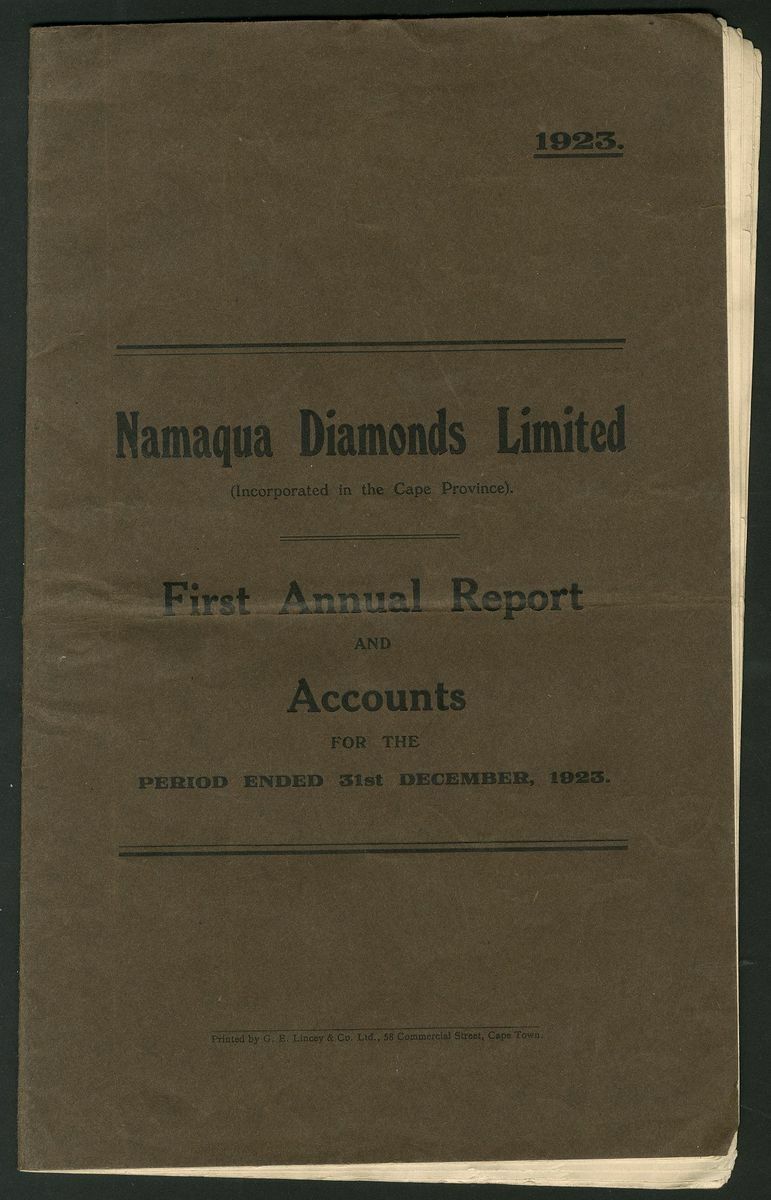 1923.
Namaqua Diamonds Limited
(Incorporated in the Cape Province).
First Annual Report
AND
Accounts
FOR THE
PERIOD ENDED 31st DECEMBER, 1923.
Printed by G. E. Lincey & Co. Ltd., 58 Commercial Street, Cape Town.